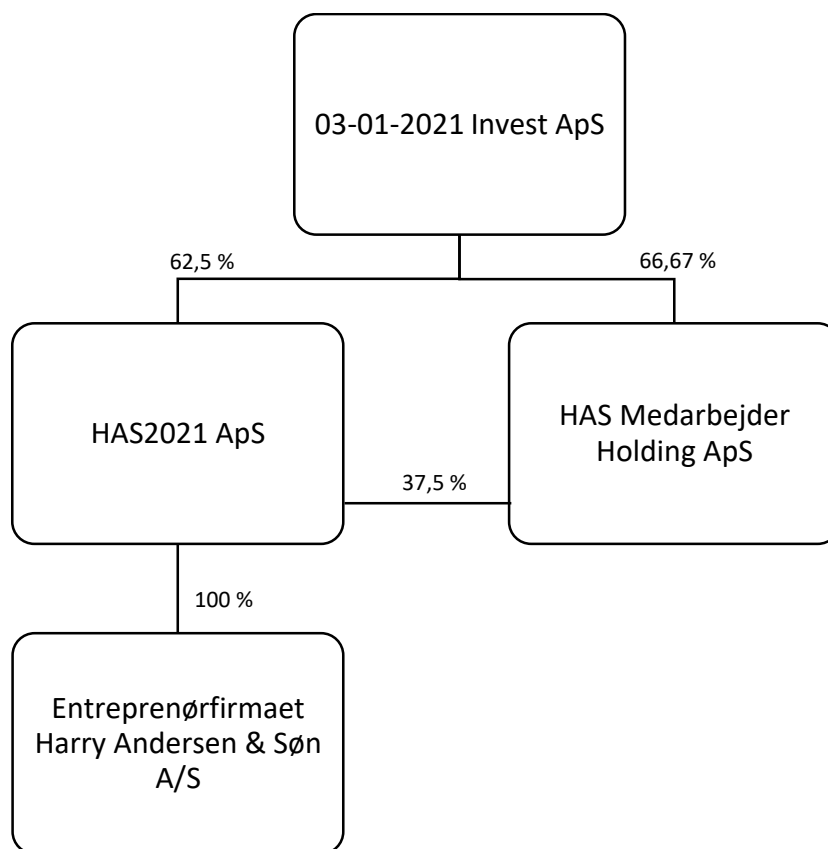 03-01-2021 Invest ApS
62,5 %
66,67 %
HAS2021 ApS
HAS Medarbejder
Holding ApS
37,5 %
100 %
Entreprenørfirmaet
Harry Andersen & Søn
A/S